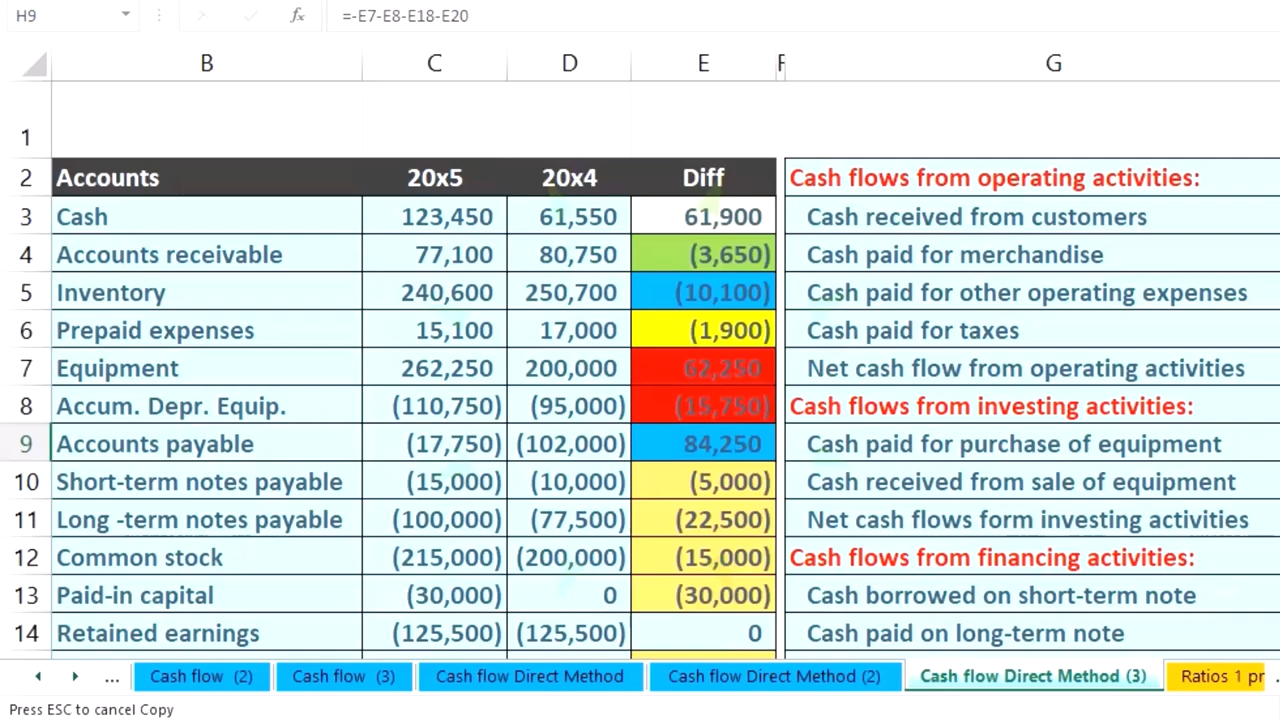 H9 fx =-E7-E8-E18-E20
B C D E F G
1
2 Accounts 20x5 20x4 Diff Cash flows from operating activities:
3 Cash 123,450 61,550 61,900 Cash received from customers
4 Accounts receivable 77,100 80,750 (3,650) Cash paid for merchandise
5 Inventory 240,600 250,700 (10,100) Cash paid for other operating expenses
6 Prepaid expenses 15,100 17,000 (1,900) Cash paid for taxes
7 Equipment 262,250 200,000 62,250 Net cash flow from operating activities
8 Accum. Depr. Equip. (110,750) (95,000) (15,750) Cash flows from investing activities:
9 Accounts payable (17,750) (102,000) 84,250 Cash paid for purchase of equipment
10 Short-term notes payable (15,000) (10,000) (5,000) Cash received from sale of equipment
11 Long -term notes payable (100,000) (77,500) (22,500) Net cash flows form investing activities
12 Common stock (215,000) (200,000) (15,000) Cash flows from financing activities:
13 Paid-in capital (30,000) 0 (30,000) Cash borrowed on short-term note
14 Retained earnings (125,500) (125,500) 0 Cash paid on long-term note
... Cash flow (2) Cash flow (3) Cash flow Direct Method Cash flow Direct Method (2) Cash flow Direct Method (3) Ratios 1 pr
Press ESC to cancel Copy